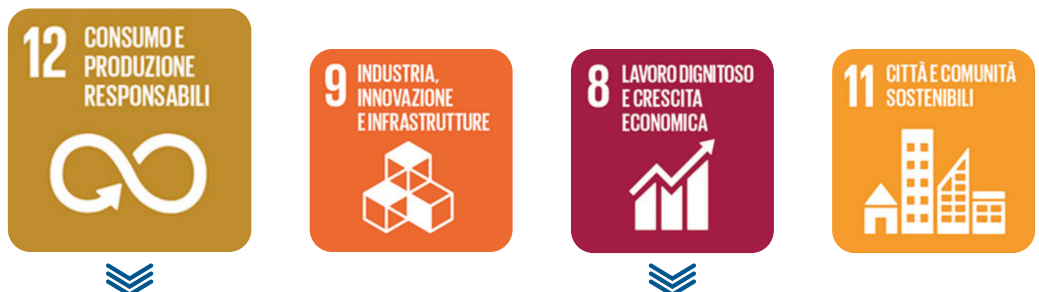 12 CONSUMO E
PRODUZIONE
RESPONSABILI
9 INDUSTRIA,
INNOVAZIONE
E INFRASTRUTTURE
8 LAVORO DIGNITOSO
E CRESCITA
ECONOMICA
11 CITTÀ E COMUNITÀ
SOSTENIBILI